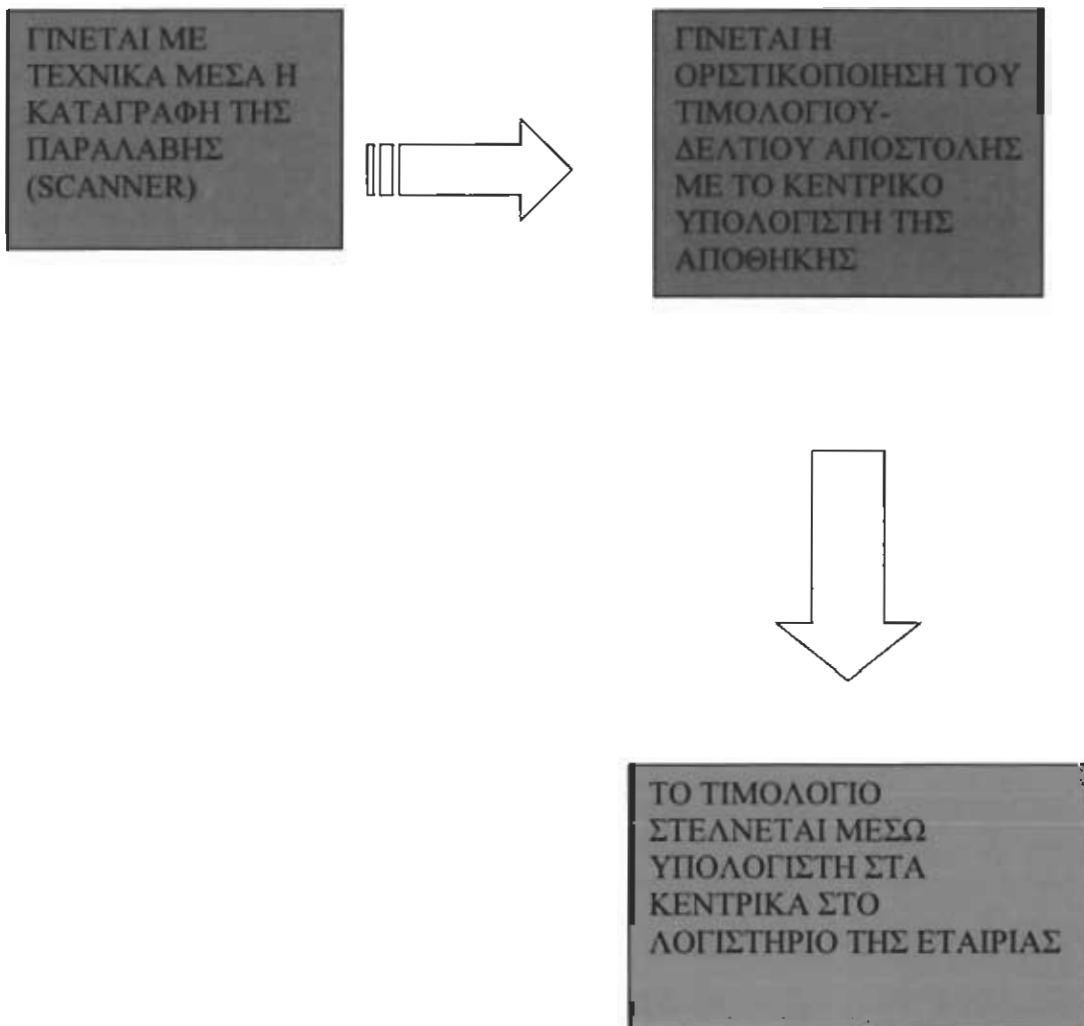 ΓΙΝΕΤΑΙ ΜΕ
ΤΕΧΝΙΚΑ ΜΕΣΑ Η
ΚΑΤΑΓΡΑΦΗ ΤΗΣ
ΠΑΡΑΛΑΒΗΣ
(SCANNER)
ΓΙΝΕΤΑΙ Η
ΟΡΙΣΤΙΚΟΠΟΙΗΣΗ ΤΟΥ
ΤΙΜΟΛΟΓΙΟΥ-
ΔΕΛΤΙΟΥ ΑΠΟΣΤΟΛΗΣ
ΜΕ ΤΟ ΚΕΝΤΡΙΚΟ
ΥΠΟΛΟΓΙΣΤΗ ΤΗΣ
ΑΠΟΘΗΚΗΣ
ΤΟ ΤΙΜΟΛΟΓΙΟ
ΣΤΕΛΝΕΤΑΙ ΜΕΣΩ
ΥΠΟΛΟΓΙΣΤΗ ΣΤΑ
ΚΕΝΤΡΙΚΑ ΣΤΟ
ΛΟΓΙΣΤΗΡΙΟ ΤΗΣ ΕΤΑΙΡΙΑΣ